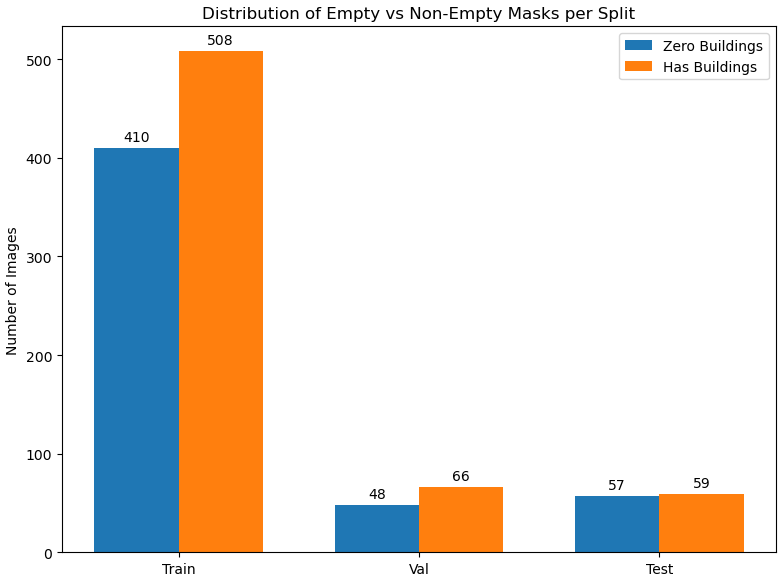 Distribution of Empty vs Non-Empty Masks per Split
Zero Buildings
Has Buildings
Number of Images
500
400
300
200
100
0
410
508
48
66
57
59
Train
Val
Test